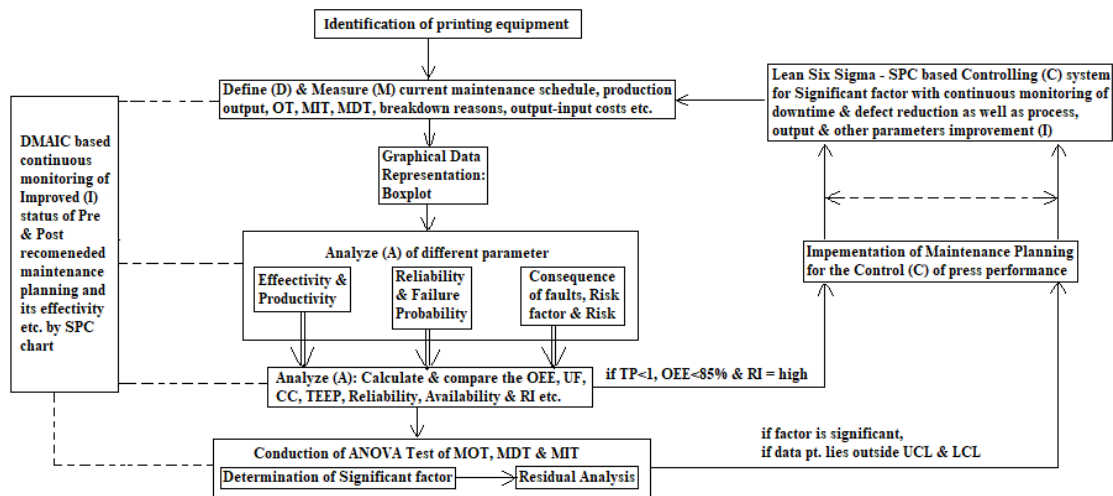 Identification of printing equipment
Define (D) & Measure (M) current maintenance schedule, production
output, OT, MIT, MDT, breakdown reasons, output-input costs etc.
Lean Six Sigma - SPC based Controlling (C) system
for Significant factor with continuous monitoring of
downtime & defect reduction as well as process,
output & other parameters improvement (I)
DMAIC based
continuous
monitoring of
Improved (I)
status of Pre
& Post
recomeneded
maintenance
planning and
its effectivity
etc. by SPC
chart
Graphical Data
Representation:
Boxplot
Analyze (A) of different parameter
Effeectivity &
Productivity
Reliability
& Failure
Probability
Consequence
of faults, Risk
factor & Risk
Impementation of Maintenance Planning
for the Control (C) of press performance
Analyze (A): Calculate & compare the OEE, UF,
CC, TEEP, Reliability, Availability & RI etc.
if TP<1, OEE<85% & RI = high
Conduction of ANOVA Test of MOT, MDT & MIT
Determination of Significant factor
Residual Analysis
if factor is significant,
if data pt. lies outside UCL & LCL